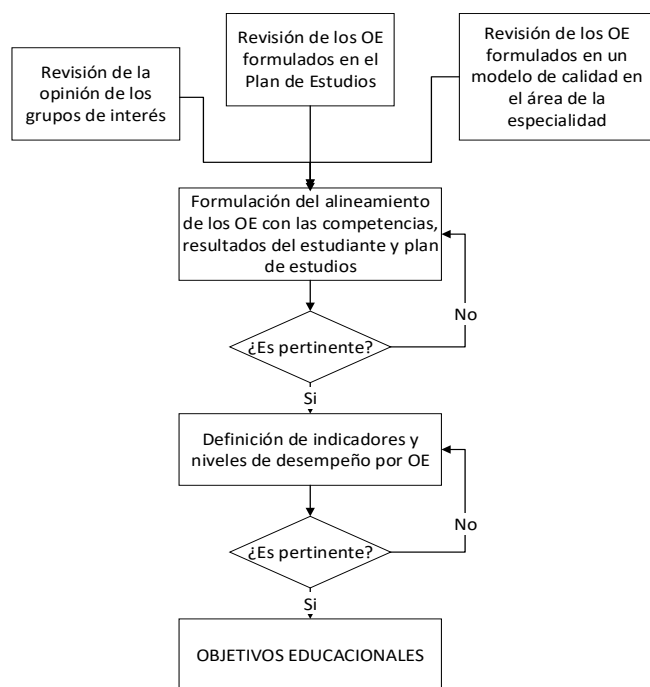 Revisión de la
opinión de los
grupos de interés
Revisión de los OE
formulados en el
Plan de Estudios
Revisión de los OE
formulados en un
modelo de calidad en
el área de la
especialidad
Formulación del alineamiento
de los OE con las competencias,
resultados del estudiante y plan
de estudios
No
¿Es pertinente?
Si
Definición de indicadores y
niveles de desempeño por OE
No
¿Es pertinente?
Si
OBJETIVOS EDUCACIONALES